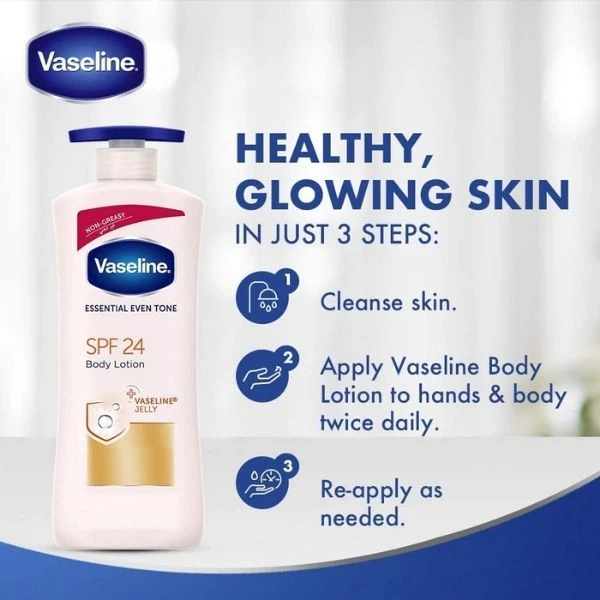 Vaseline.
HEALTHY,
GLOWING SKIN
IN JUST 3 STEPS:
NON-GREASY
Vaseline.
ESSENTIAL EVEN TONE
SPF 24
Body Lotion
VASELINE®
JELLY
1
Cleanse skin.
2
Apply Vaseline Body
Lotion to hands & body
twice daily.
3
Re-apply as
needed.